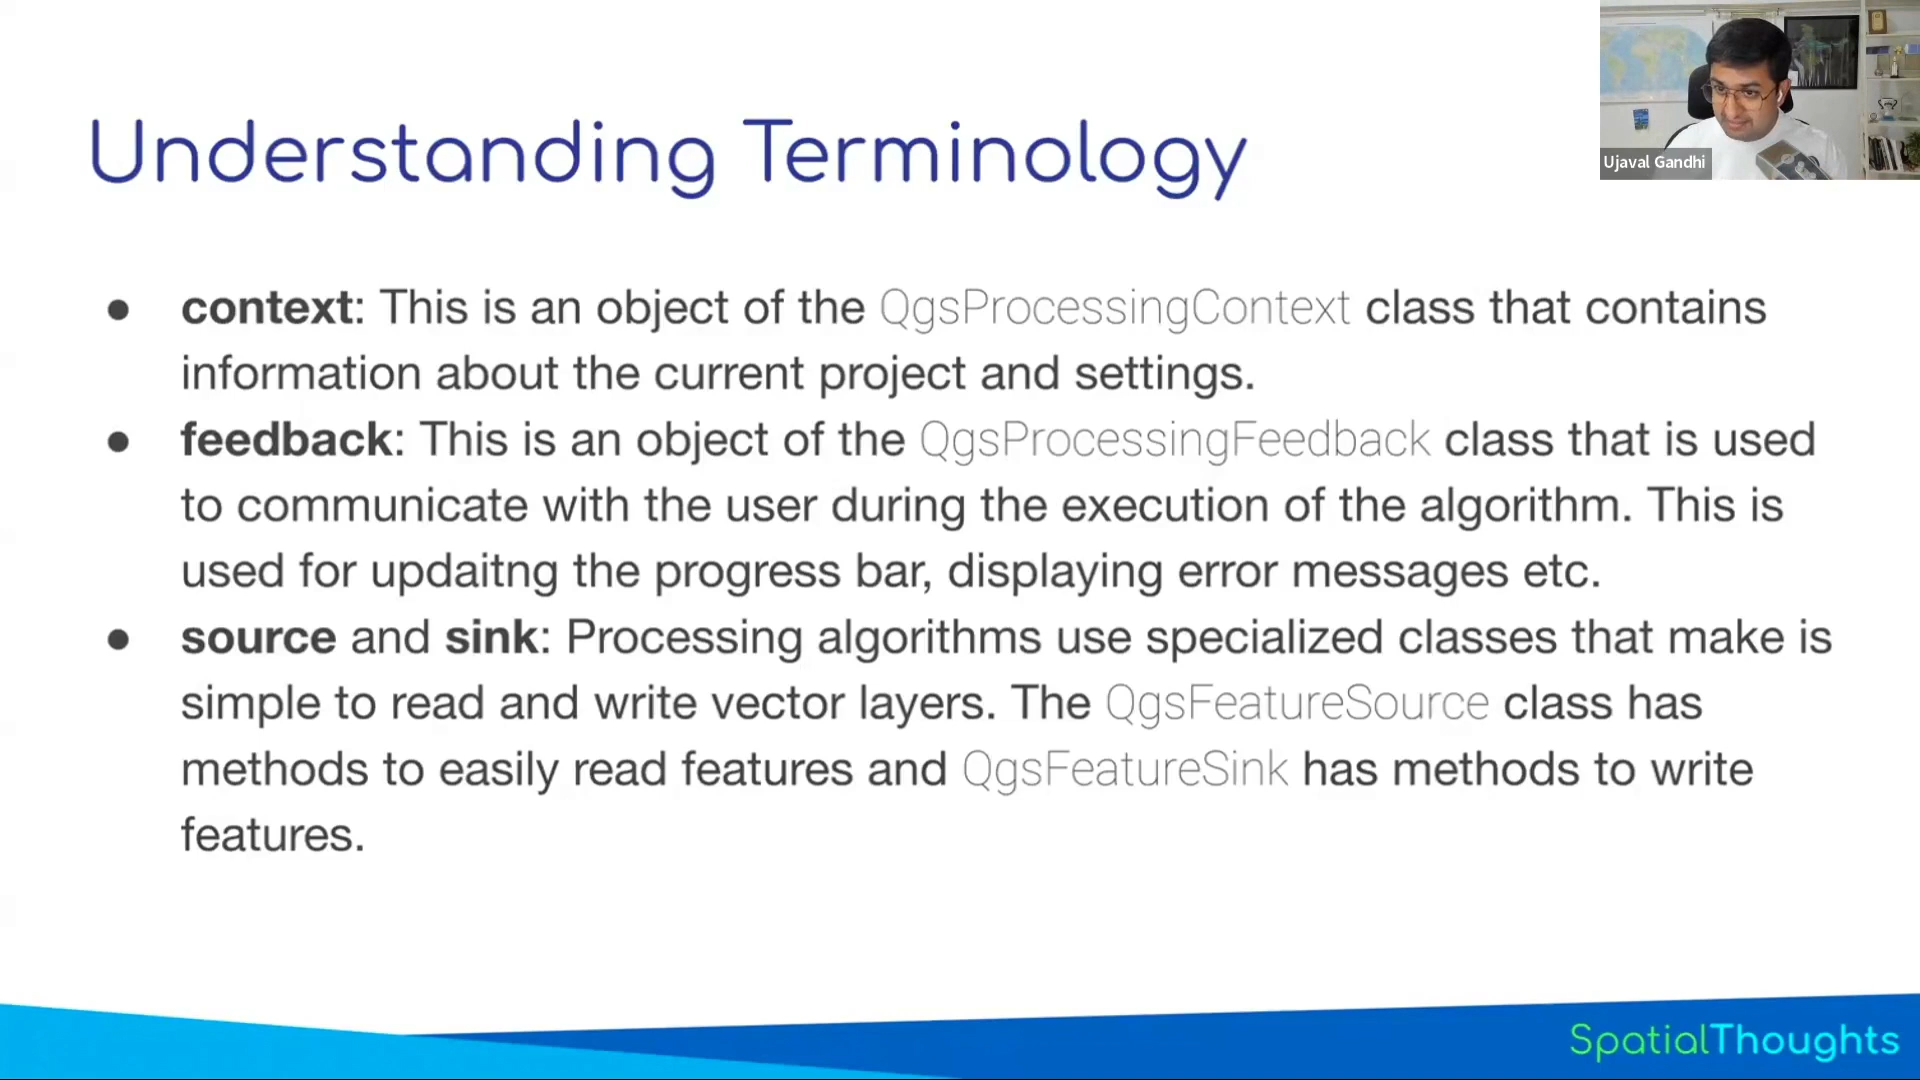 Understanding Terminology
Ujaval Gandhi
● context: This is an object of the QgsProcessingContext class that contains
information about the current project and settings.
● feedback: This is an object of the QgsProcessingFeedback class that is used
to communicate with the user during the execution of the algorithm. This is
used for updaitng the progress bar, displaying error messages etc.
● source and sink: Processing algorithms use specialized classes that make is
simple to read and write vector layers. The QgsFeatureSource class has
methods to easily read features and QgsFeatureSink has methods to write
features.
SpatialThoughts